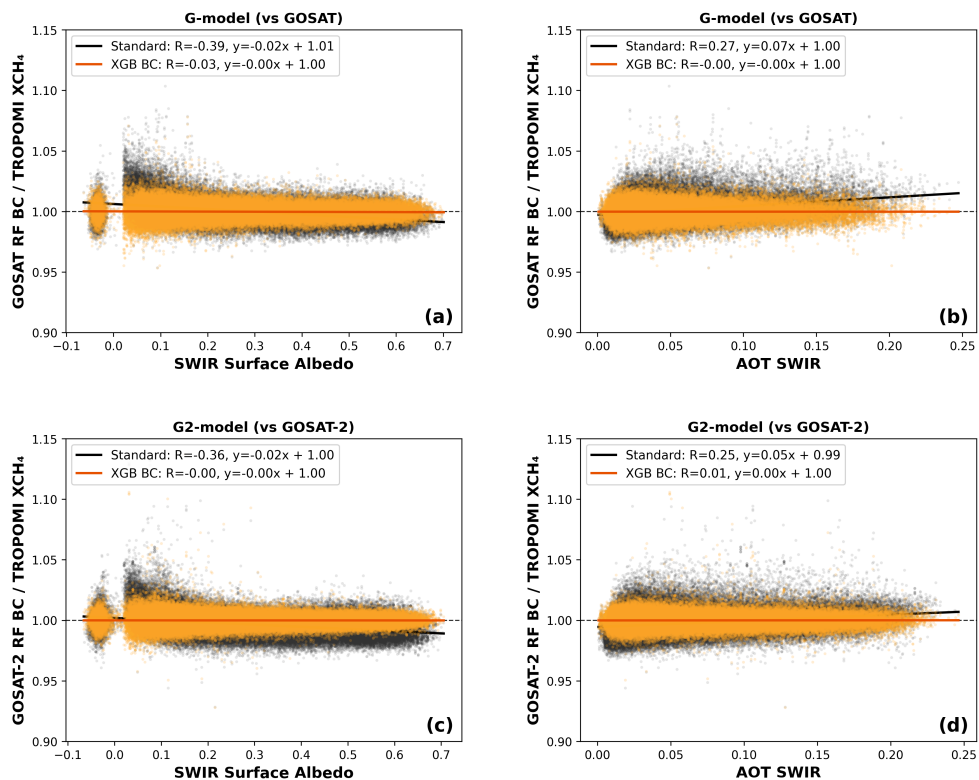 G-model (vs GOSAT)
GOSAT RF BC / TROPOMI XCH₄
1.15
1.10
1.05
1.00
0.95
0.90
Standard: R=-0.39, y=-0.02x + 1.01
XGB BC: R=-0.03, y=-0.00x + 1.00
(a)
−0.1 0.0 0.1 0.2 0.3 0.4 0.5 0.6 0.7
SWIR Surface Albedo
G-model (vs GOSAT)
GOSAT RF BC / TROPOMI XCH₄
1.15
1.10
1.05
1.00
0.95
0.90
Standard: R=0.27, y=0.07x + 1.00
XGB BC: R=-0.00, y=-0.00x + 1.00
(b)
0.00 0.05 0.10 0.15 0.20 0.25
AOT SWIR
G2-model (vs GOSAT-2)
GOSAT-2 RF BC / TROPOMI XCH₄
1.15
1.10
1.05
1.00
0.95
0.90
Standard: R=-0.36, y=-0.02x + 1.00
XGB BC: R=-0.00, y=-0.00x + 1.00
(c)
−0.1 0.0 0.1 0.2 0.3 0.4 0.5 0.6 0.7
SWIR Surface Albedo
G2-model (vs GOSAT-2)
GOSAT-2 RF BC / TROPOMI XCH₄
1.15
1.10
1.05
1.00
0.95
0.90
Standard: R=0.25, y=0.05x + 0.99
XGB BC: R=0.01, y=0.00x + 1.00
(d)
0.00 0.05 0.10 0.15 0.20 0.25
AOT SWIR